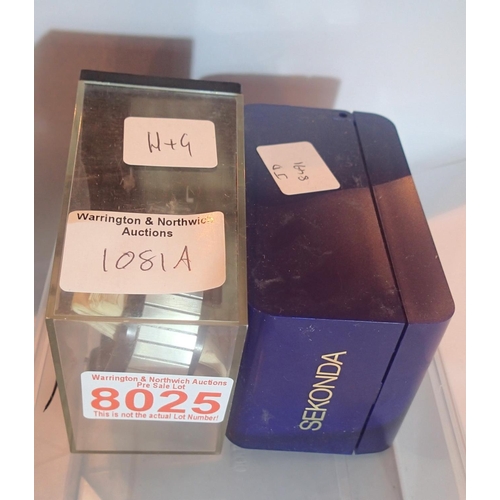 H+G
Warrington & Northwich
Auctions
1081A
Warrington & Northwich Auctions
Pre Sale Lot
8025
This is not the actual Lot Number!
SEKONDA